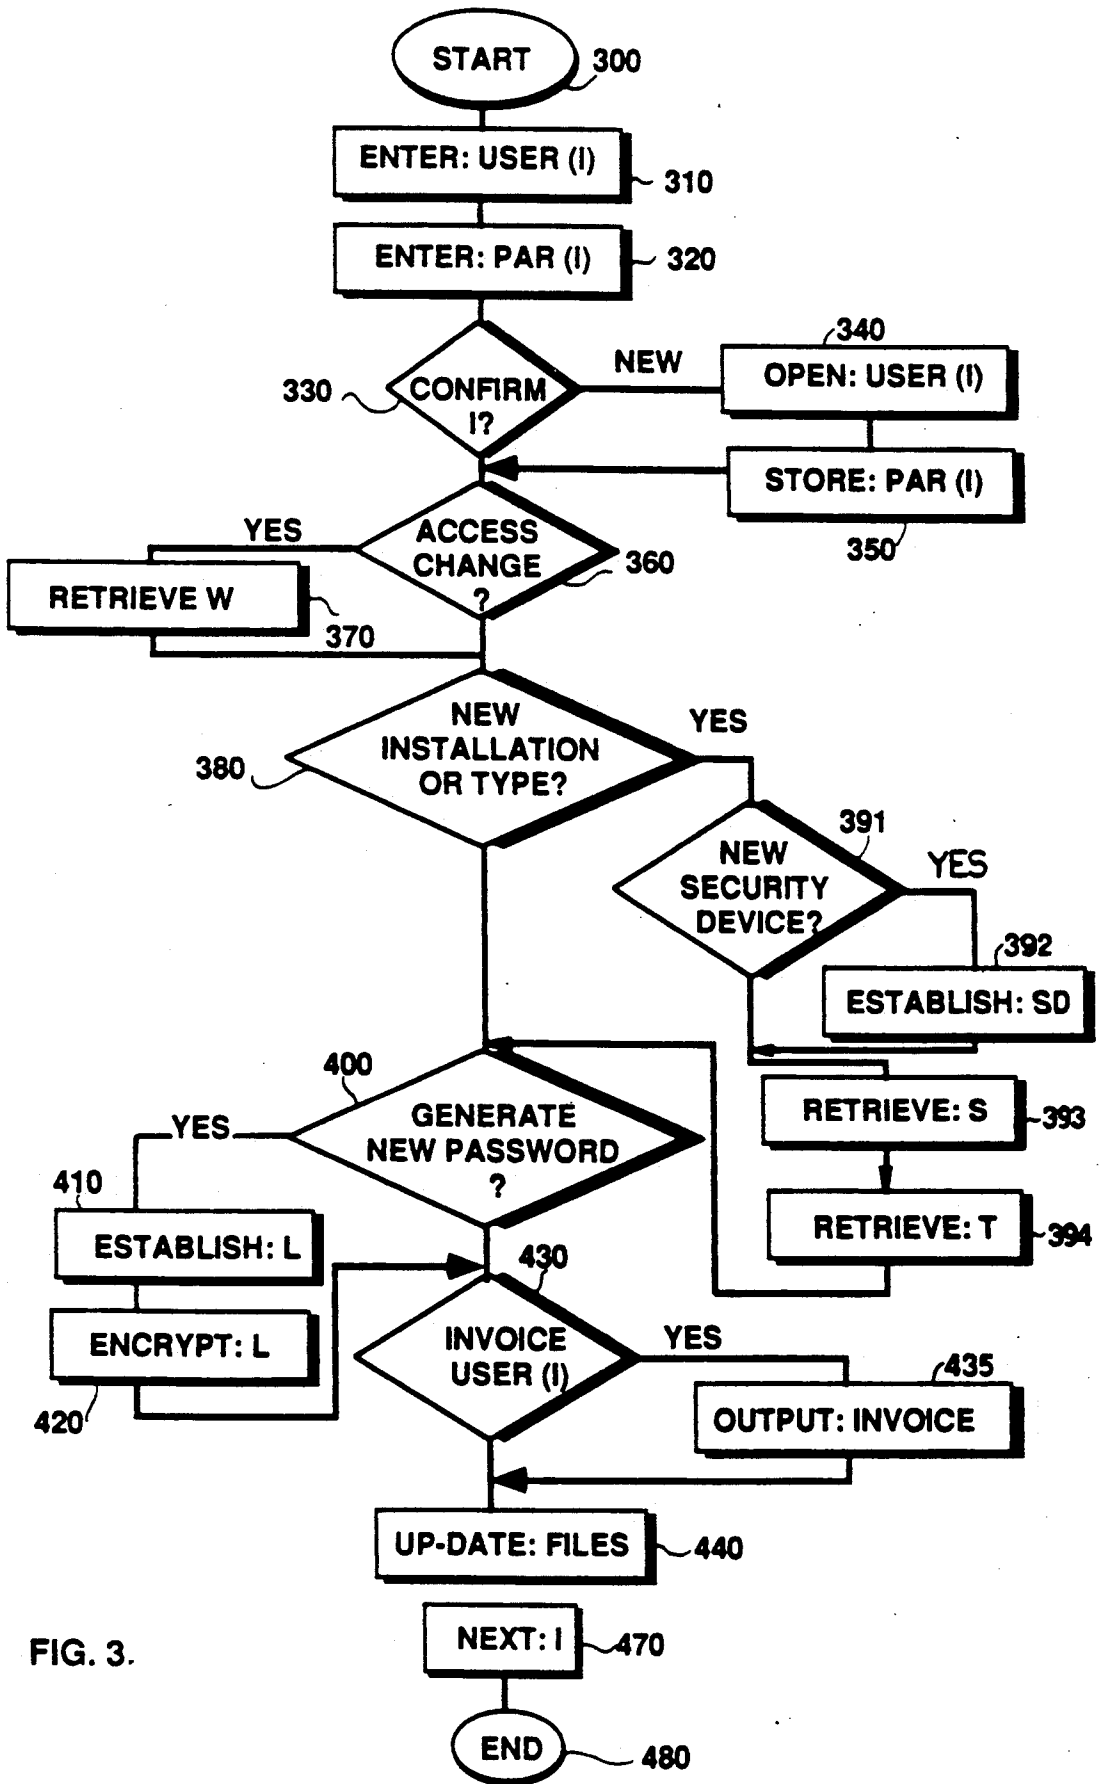 START
300
ENTER: USER (I)
310
ENTER: PAR (I)
320
340
NEW
OPEN: USER (I)
330
CONFIRM
I?
STORE: PAR (I)
350
YES
ACCESS
CHANGE
?
360
RETRIEVE W
370
NEW
INSTALLATION
OR TYPE?
380
YES
391
NEW
SECURITY
DEVICE?
YES
392
ESTABLISH: SD
400
GENERATE
NEW PASSWORD
?
YES
RETRIEVE: S
393
410
ESTABLISH: L
RETRIEVE: T
394
430
ENCRYPT: L
420
INVOICE
USER (I)
YES
435
OUTPUT: INVOICE
UP-DATE: FILES
440
NEXT: I
470
FIG. 3.
END
480